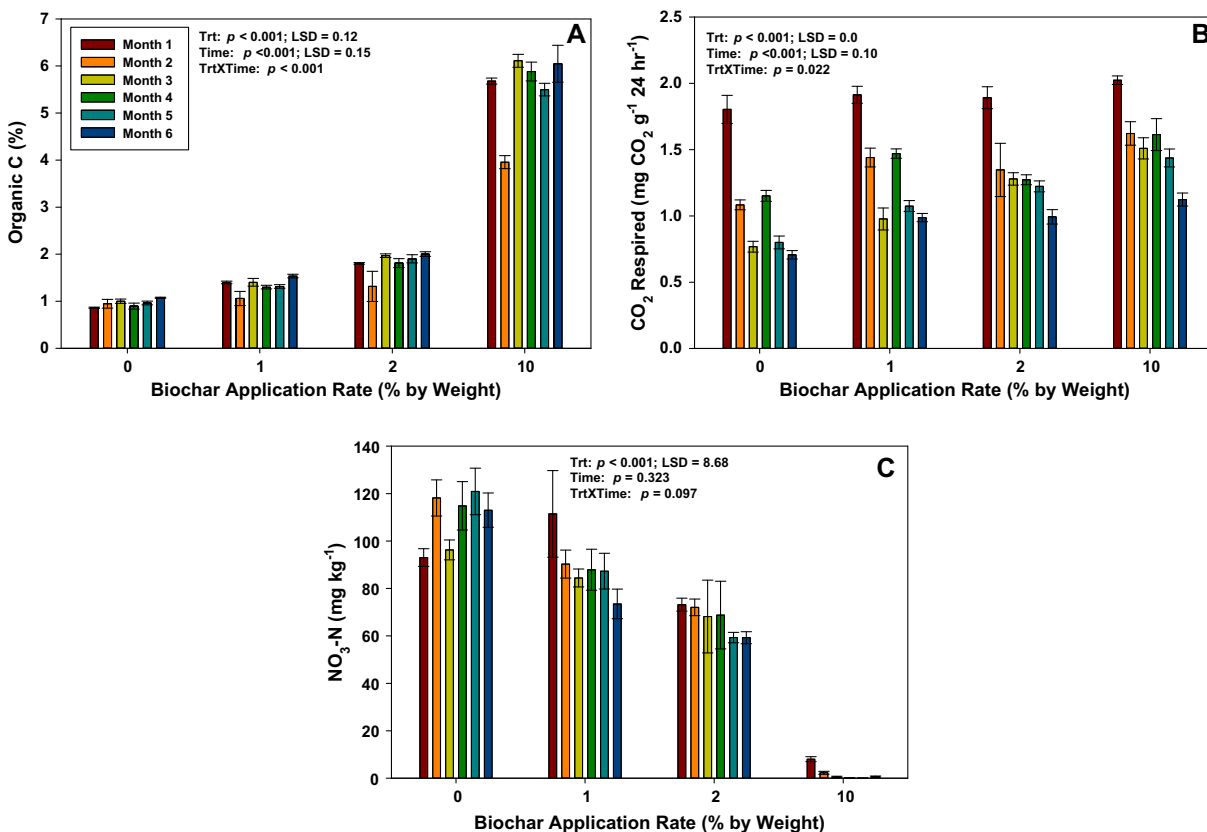 A
Month 1
Month 2
Month 3
Month 4
Month 5
Month 6
Trt: p < 0.001; LSD = 0.12
Time: p <0.001; LSD = 0.15
TrtXTime: p < 0.001
Organic C (%)
7
6
5
4
3
2
1
0
0 1 2 10
Biochar Application Rate (% by Weight)
B
Trt: p < 0.001; LSD = 0.0
Time: p <0.001; LSD = 0.10
TrtXTime: p = 0.022
CO2 Respired (mg CO2 g-1 24 hr-1)
2.5
2.0
1.5
1.0
0.5
0.0
0 1 2 10
Biochar Application Rate (% by Weight)
C
Trt: p < 0.001; LSD = 8.68
Time: p = 0.323
TrtXTime: p = 0.097
NO3-N (mg kg-1)
140
120
100
80
60
40
20
0
0 1 2 10
Biochar Application Rate (% by Weight)